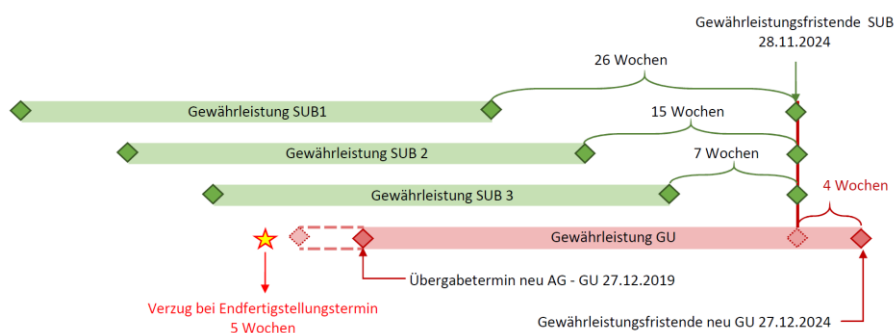 Gewährleistungsfristende SUB
28.11.2024
26 Wochen
Gewährleistung SUB1
15 Wochen
Gewährleistung SUB 2
7 Wochen
Gewährleistung SUB 3
4 Wochen
Gewährleistung GU
Übergabetermin neu AG - GU 27.12.2019
Verzug bei Endfertigstellungstermin
5 Wochen
Gewährleistungsfristende neu GU 27.12.2024